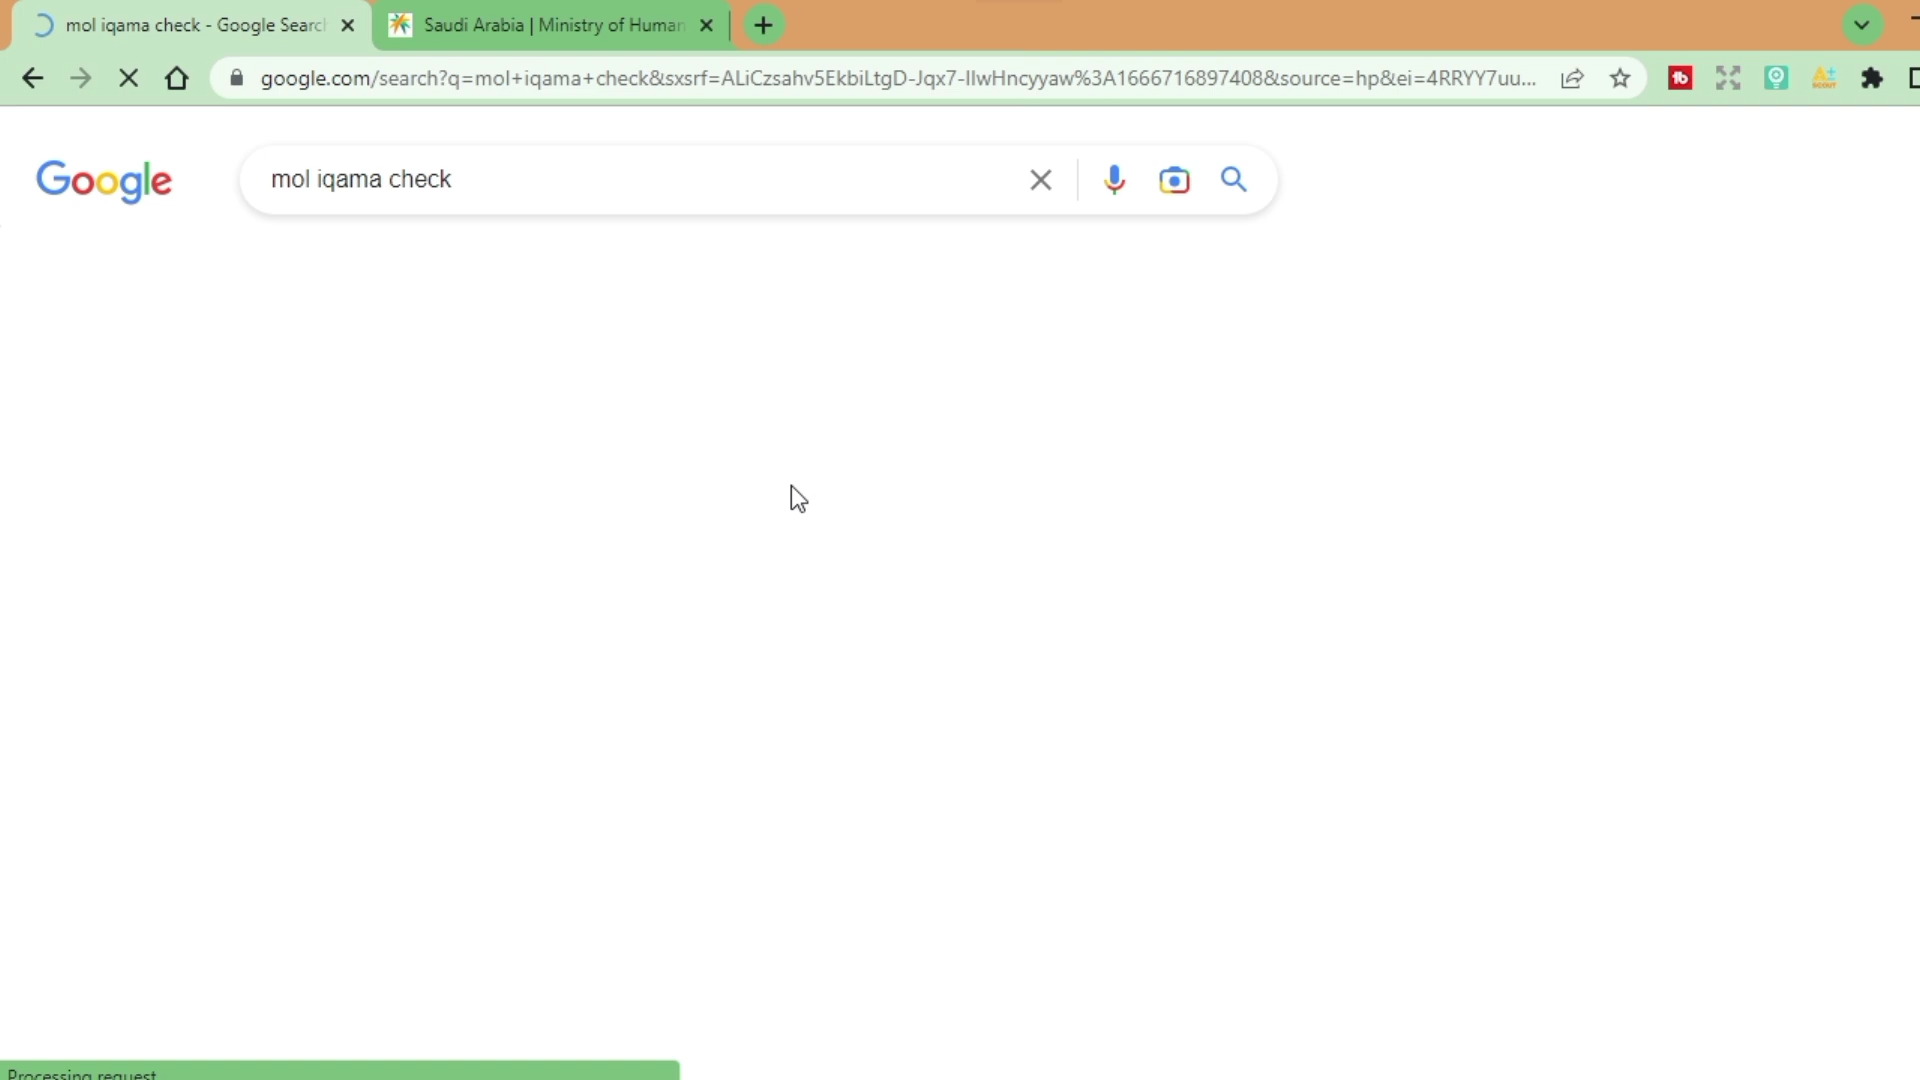 mol iqama check - Google Search
Saudi Arabia | Ministry of Human
google.com/search?q=mol+iqama+check&sxsrf=ALiCzsahv5EkbiLtgD-Jqx7-IlwHncyyaw%3A1666716897408&source=hp&ei=4RRYY7uu...
Google
mol iqama check
Processing request